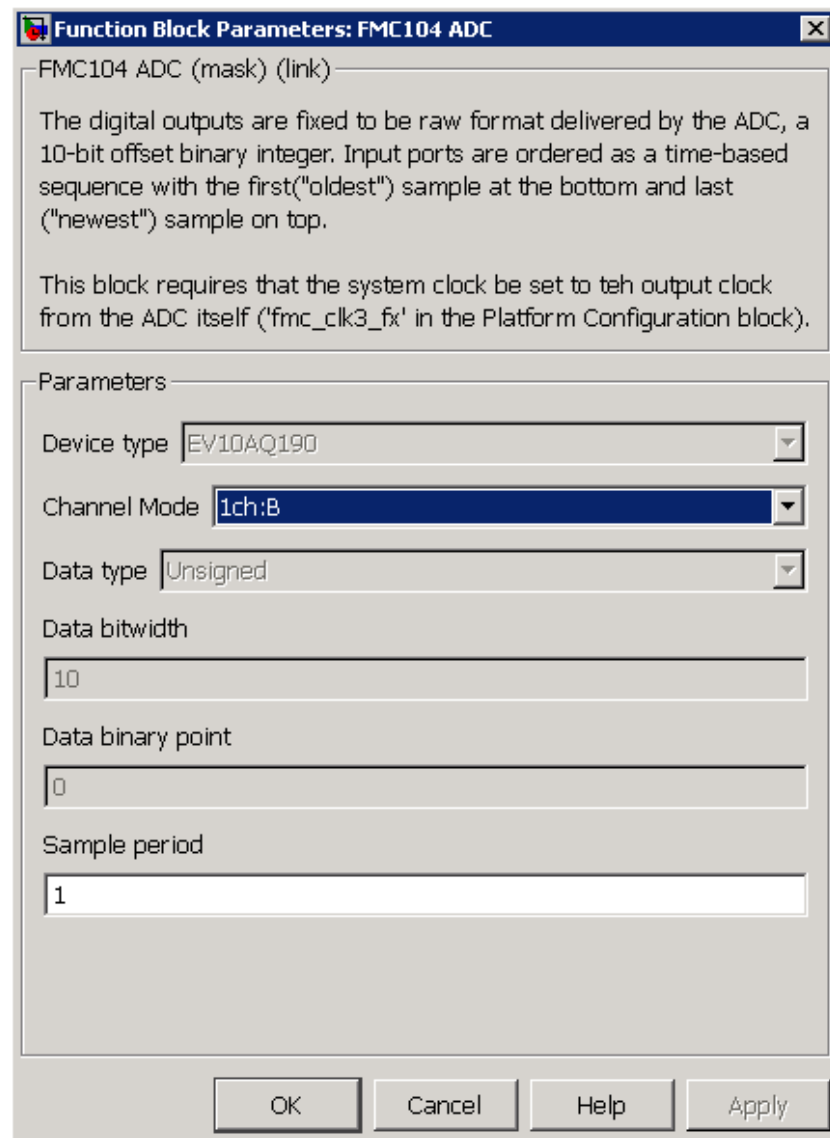 Function Block Parameters: FMC104 ADC
FMC104 ADC (mask) (link)
The digital outputs are fixed to be raw format delivered by the ADC, a
10-bit offset binary integer. Input ports are ordered as a time-based
sequence with the first("oldest") sample at the bottom and last
("newest") sample on top.
This block requires that the system clock be set to teh output clock
from the ADC itself ('fmc_clk3_fx' in the Platform Configuration block).
Parameters
Device type EV10AQ190
Channel Mode 1ch:B
Data type Unsigned
Data bitwidth
10
Data binary point
0
Sample period
1
OK Cancel Help Apply